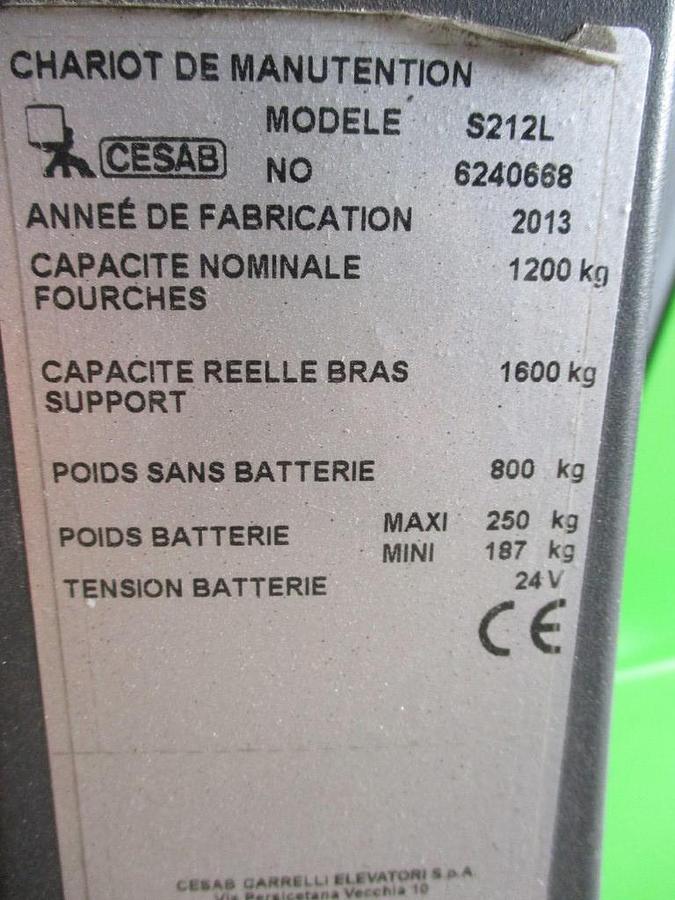 CHARIOT DE MANUTENTION
CESAB MODELE S212L
NO 6240668
ANNEÉ DE FABRICATION 2013
CAPACITE NOMINALE 1200 kg
FOURCHES
CAPACITE REELLE BRAS 1600 kg
SUPPORT
POIDS SANS BATTERIE 800 kg
POIDS BATTERIE MAXI 250 kg
MINI 187 kg
TENSION BATTERIE 24 V
CE
CESAB CARRELLI ELEVATORI S.p.A.
Via Persicetana Vecchia 10